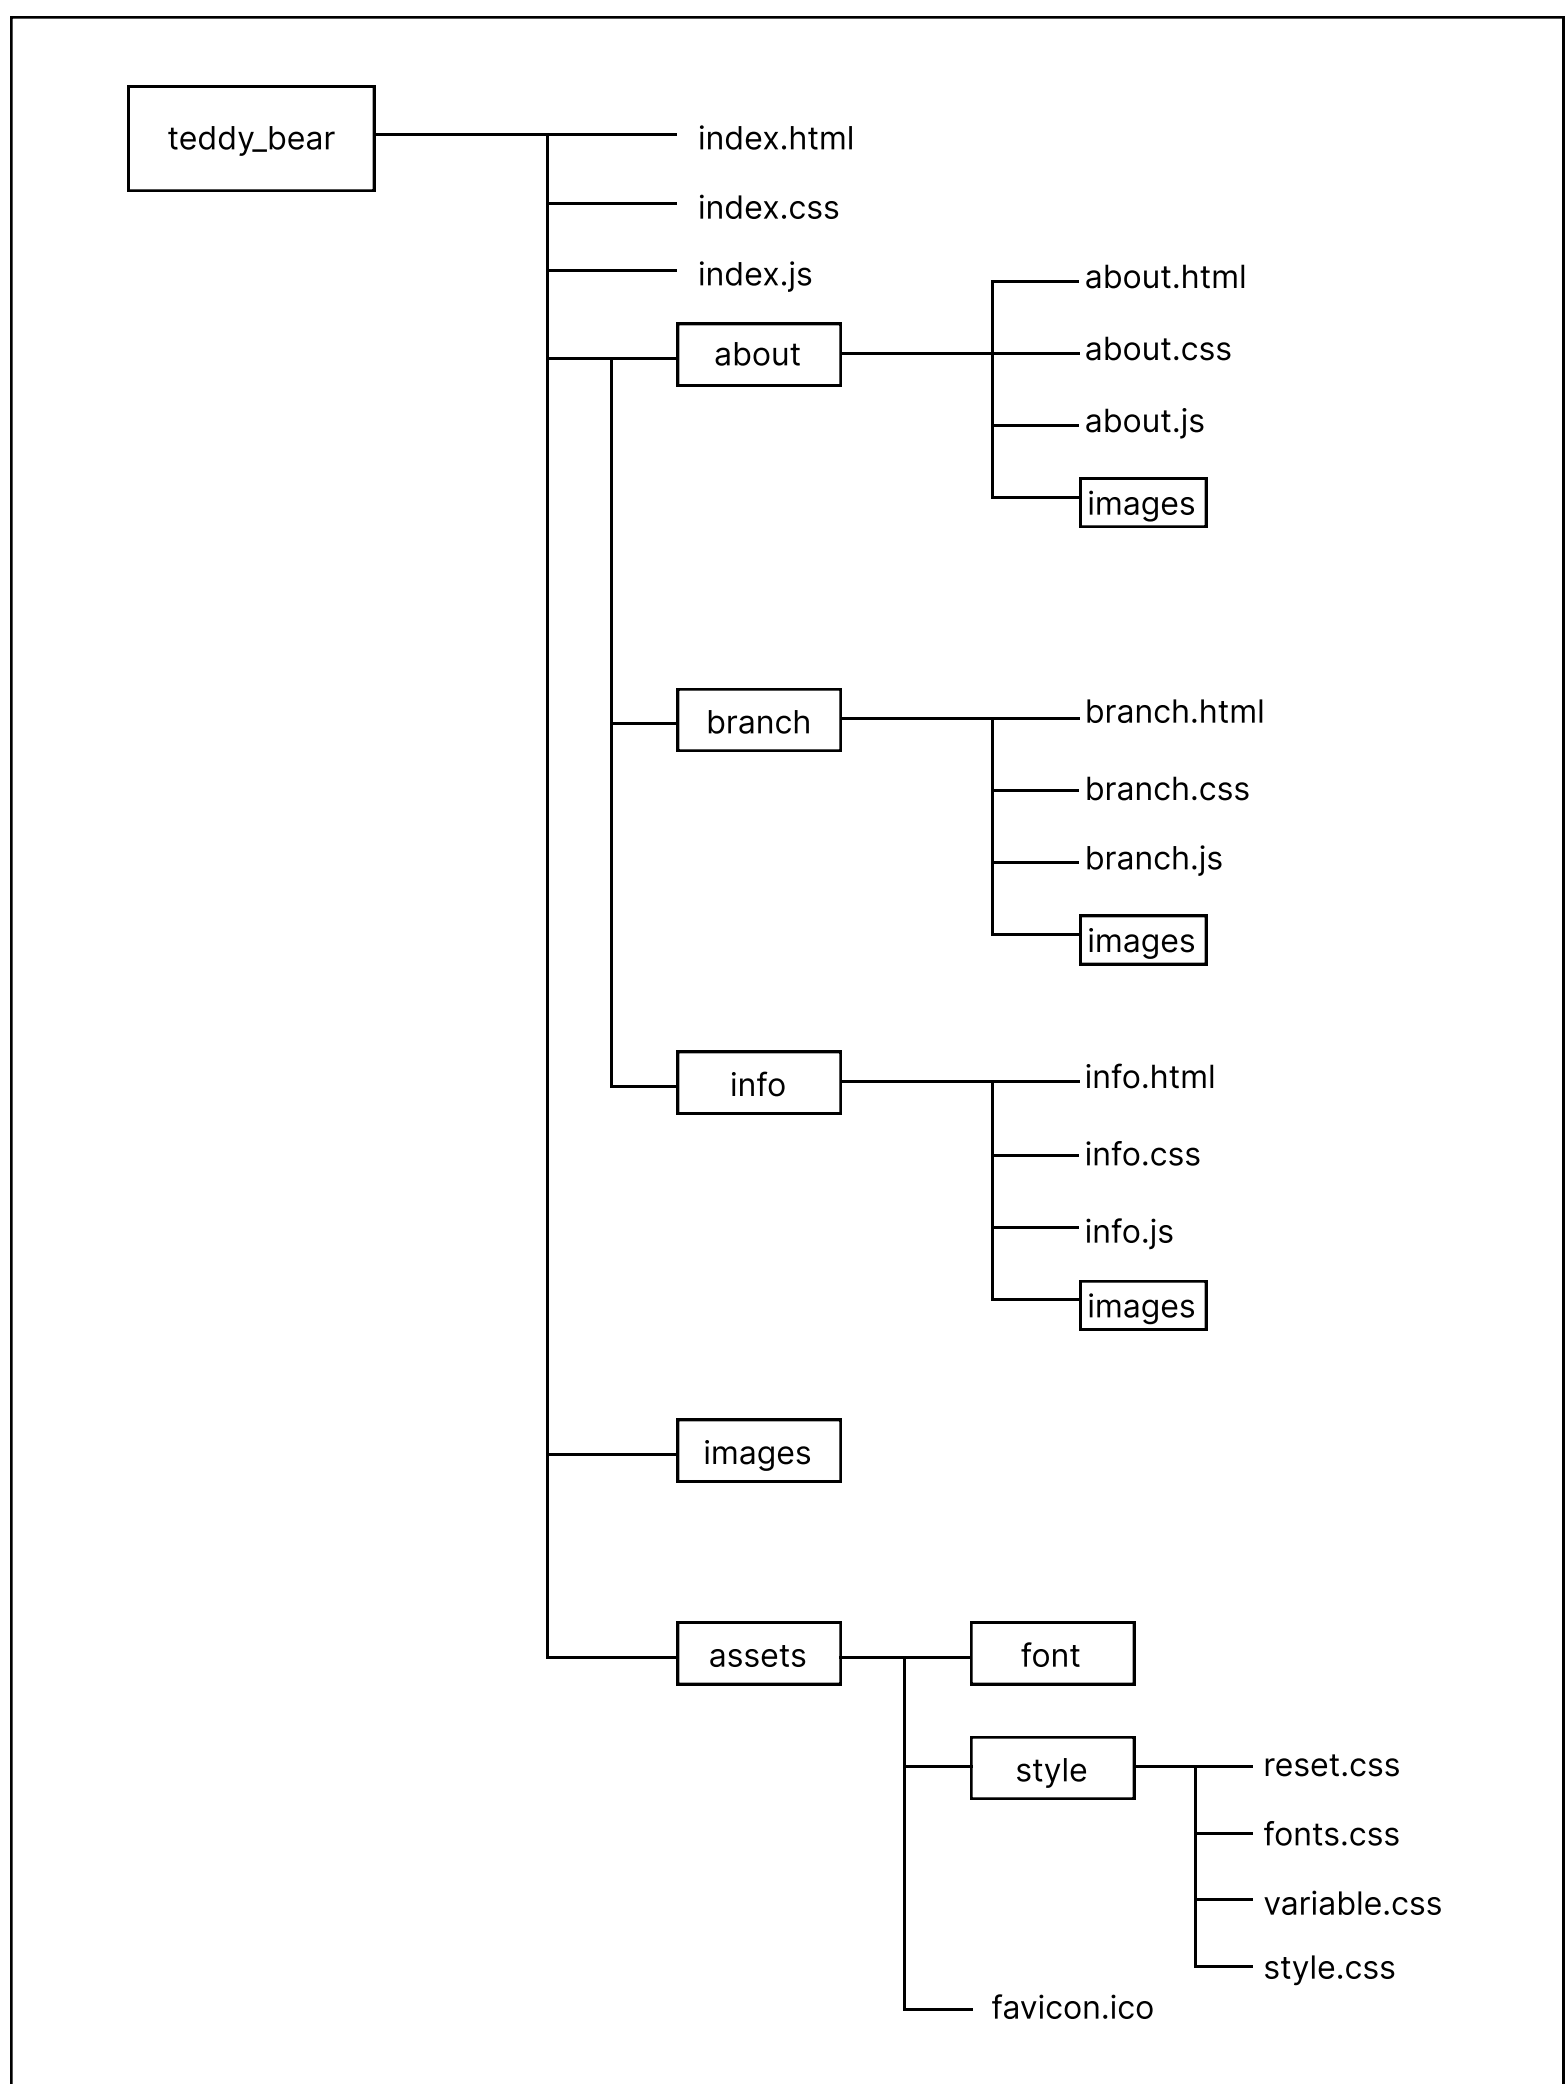 teddy_bear
index.html
index.css
index.js
about
about.html
about.css
about.js
images
branch
branch.html
branch.css
branch.js
images
info
info.html
info.css
info.js
images
images
assets
font
style
reset.css
fonts.css
variable.css
style.css
favicon.ico